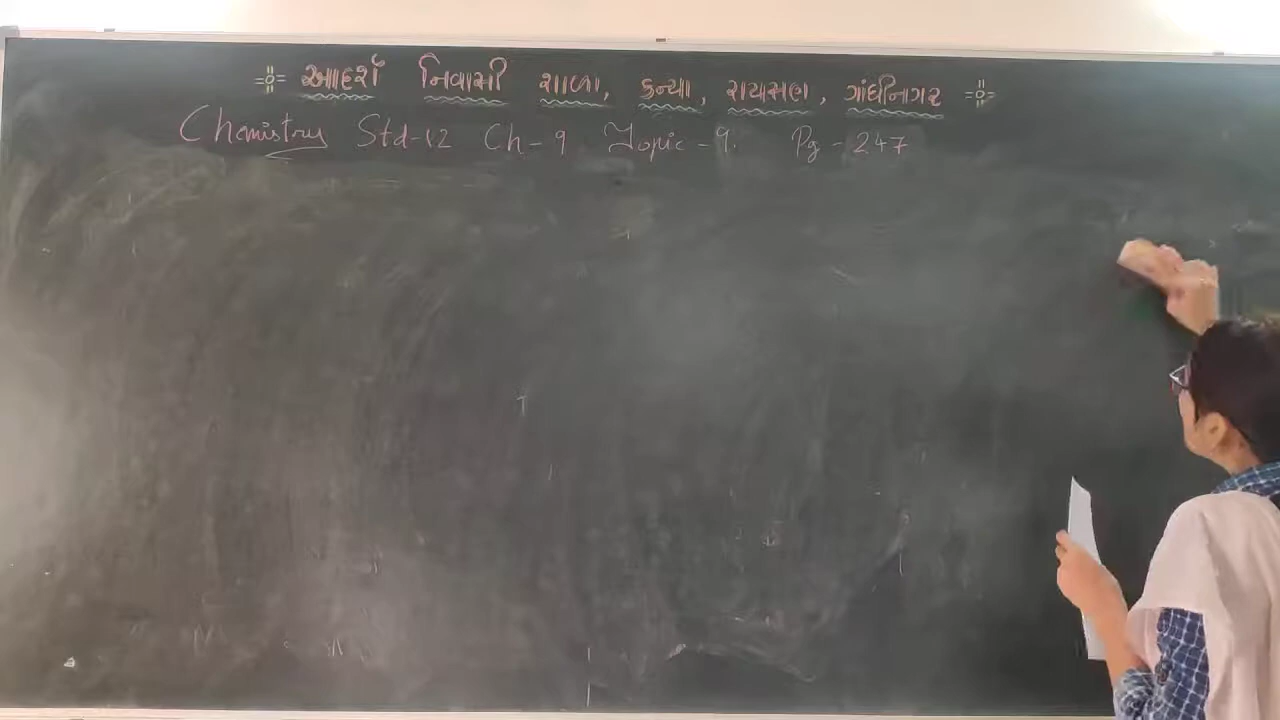 આદર્શ નિવાસી શાળા, કન્યા, રાયસણ, ગાંધીનગર
Chemistry Std-12 Ch-9 Topic-9. Pg-247